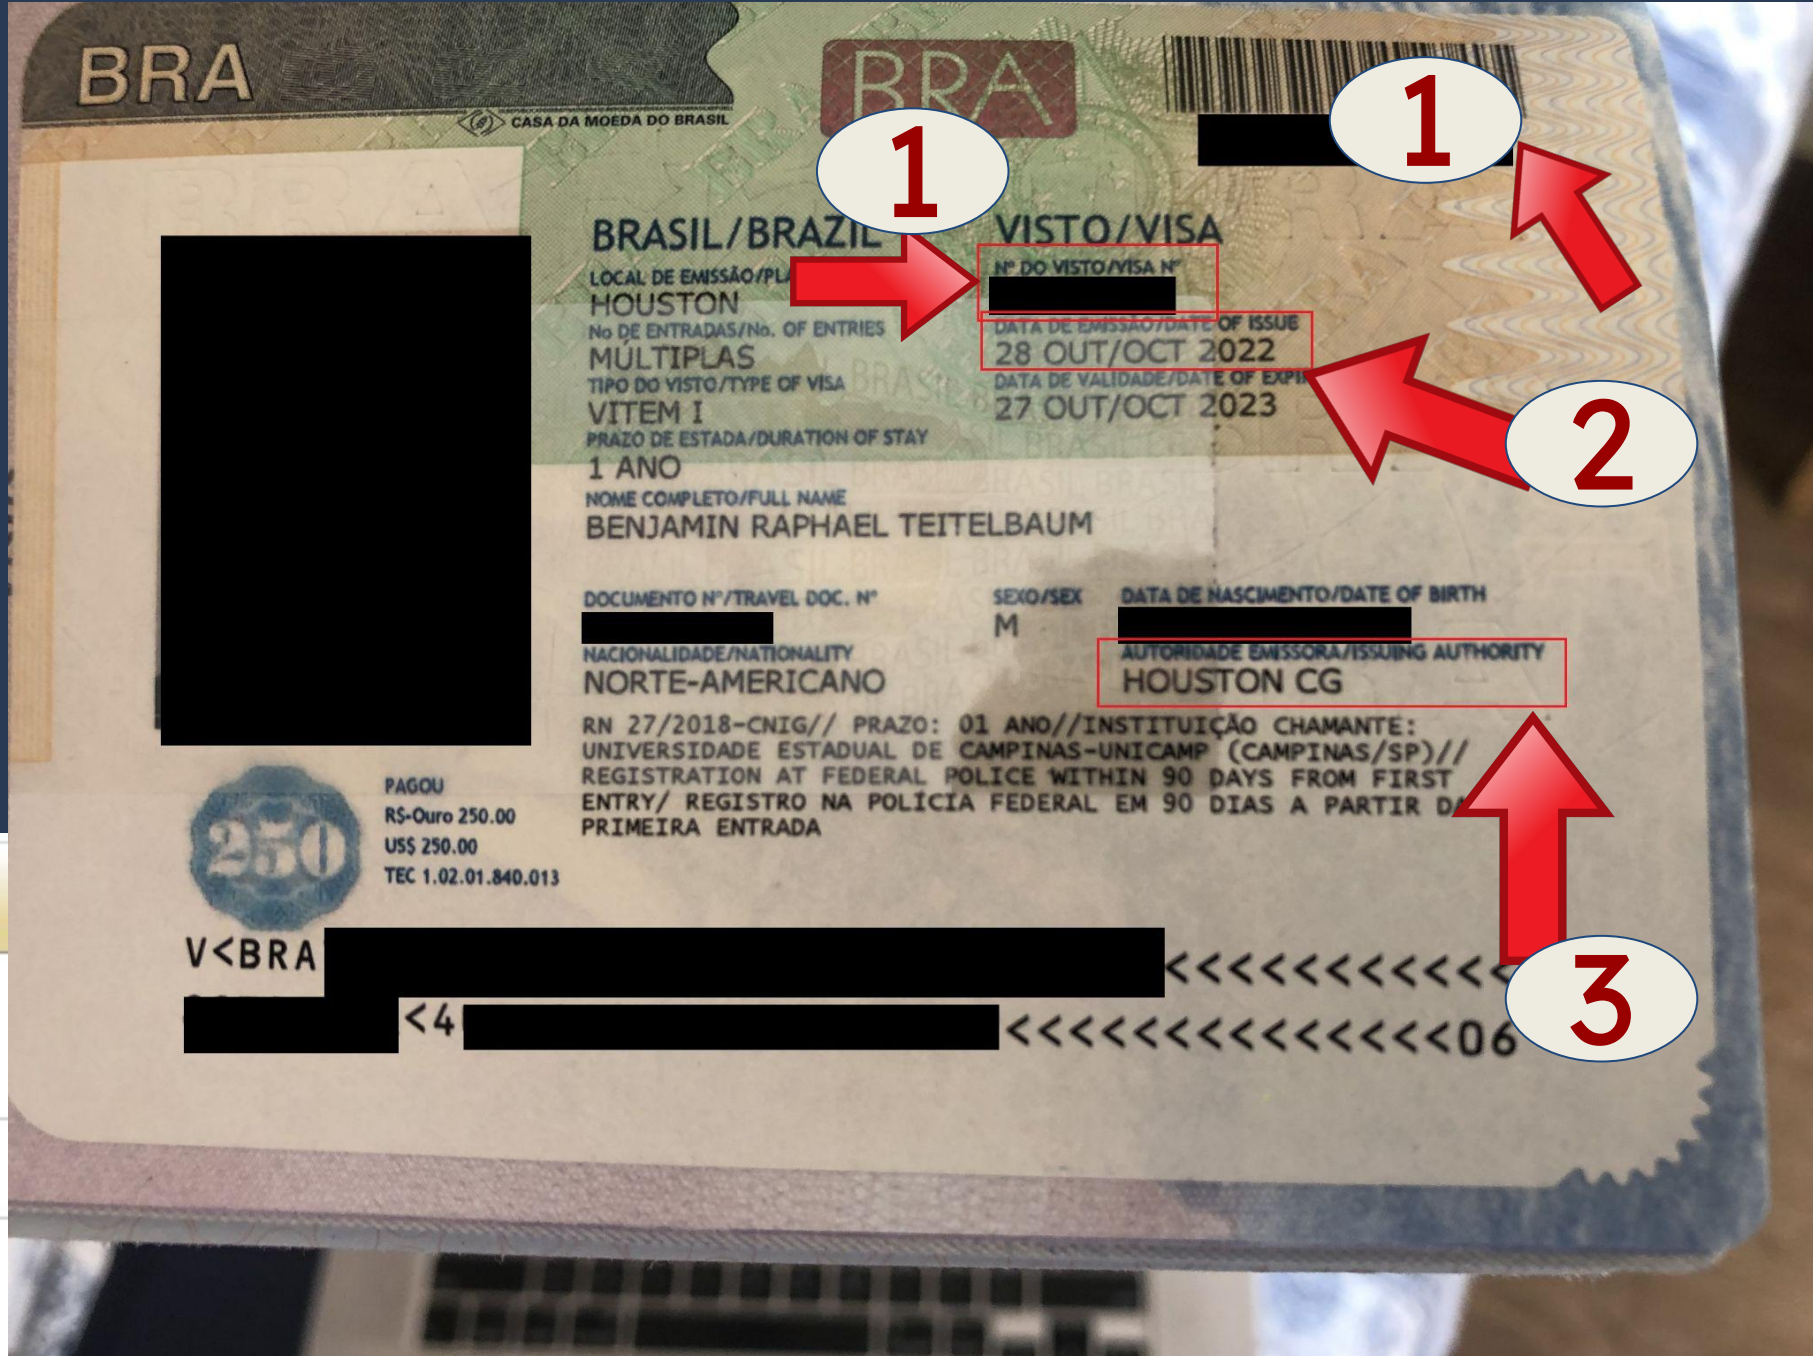 BRA
CASA DA MOEDA DO BRASIL
BRA
1
1
BRASIL/BRAZIL
VISTO/VISA
LOCAL DE EMISSÃO/PL
Nº DO VISTO/VISA Nº
HOUSTON
No DE ENTRADAS/No. OF ENTRIES
DATA DE EMISSÃO/DATE OF ISSUE
MÚLTIPLAS
28 OUT/OCT 2022
TIPO DO VISTO/TYPE OF VISA
DATA DE VALIDADE/DATE OF EXPI
VITEM I
27 OUT/OCT 2023
2
PRAZO DE ESTADA/DURATION OF STAY
1 ANO
NOME COMPLETO/FULL NAME
BENJAMIN RAPHAEL TEITELBAUM
DOCUMENTO Nº/TRAVEL DOC. Nº
SEXO/SEX
DATA DE NASCIMENTO/DATE OF BIRTH
M
NACIONALIDADE/NATIONALITY
AUTORIDADE EMISSORA/ISSUING AUTHORITY
NORTE-AMERICANO
HOUSTON CG
RN 27/2018-CNIG// PRAZO: 01 ANO//INSTITUIÇÃO CHAMANTE:
UNIVERSIDADE ESTADUAL DE CAMPINAS-UNICAMP (CAMPINAS/SP)//
REGISTRATION AT FEDERAL POLICE WITHIN 90 DAYS FROM FIRST
ENTRY/ REGISTRO NA POLÍCIA FEDERAL EM 90 DIAS A PARTIR DA
PRIMEIRA ENTRADA
250
PAGOU
R$-Ouro 250.00
US$ 250.00
TEC 1.02.01.840.013
3
V<BRA
<<<<<<<<<<<
<4
<<<<<<<<<<<<<<06